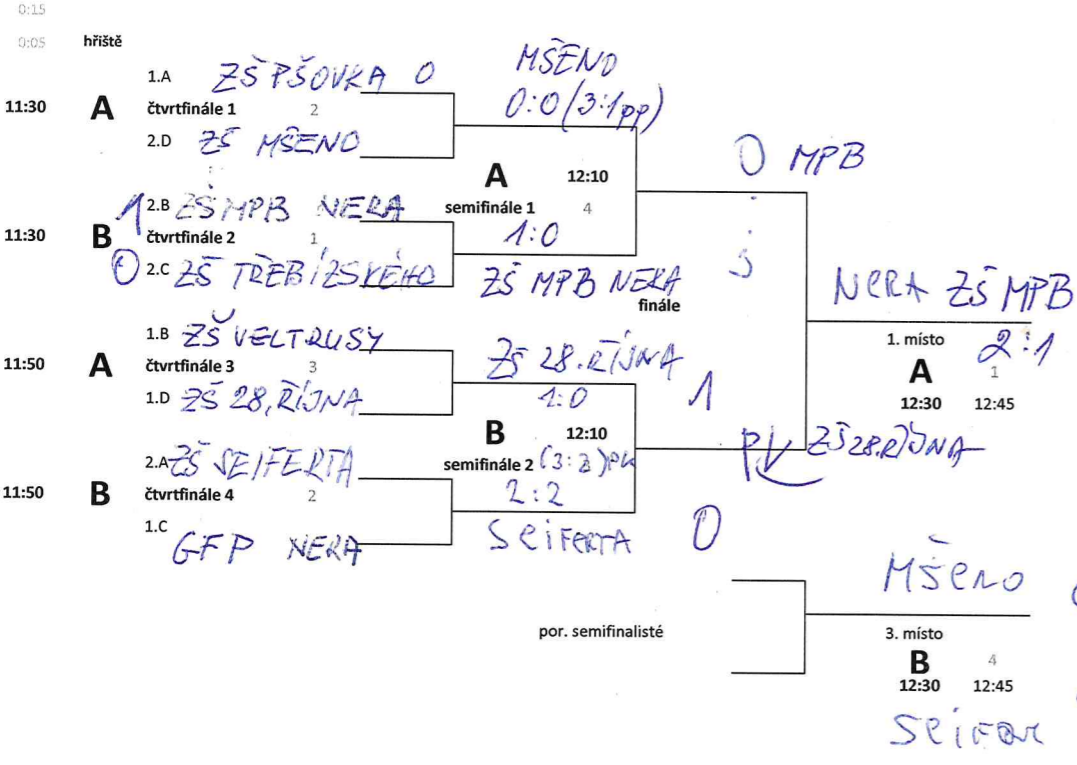 0:15
0:05 hřiště
1.A ZŠ PŠOVKA 0 MŠENO
11:30 A čtvrtfinále 1 2 0:0 (3:1pp)
2.D ZŠ MŠENO
0 MPB
A 12:10
1 2.B ZŠ MPB NERA semifinále 1 4
11:30 B čtvrtfinále 2 1 1:0
0 2.C ZŠ TŘEBÍZSKÉHO ZŠ MPB NERA
finále
NERA ZŠ MPB
1.B ZŠ VELTRUSY 1. místo 2:1
11:50 A čtvrtfinále 3 3 ZŠ 28. ŘÍJNA A 1
1.D ZŠ 28. ŘÍJNA 1:0 1 12:30 12:45
B 12:10
ZŠ 28. ŘÍJNA
2.A ZŠ SEIFERTA semifinále 2 (3:2)pk
11:50 B čtvrtfinále 4 2 2:2
1.C GFP NERA SEIFERTA 0
MŠENO
por. semifinalisté 3. místo
B 4
12:30 12:45